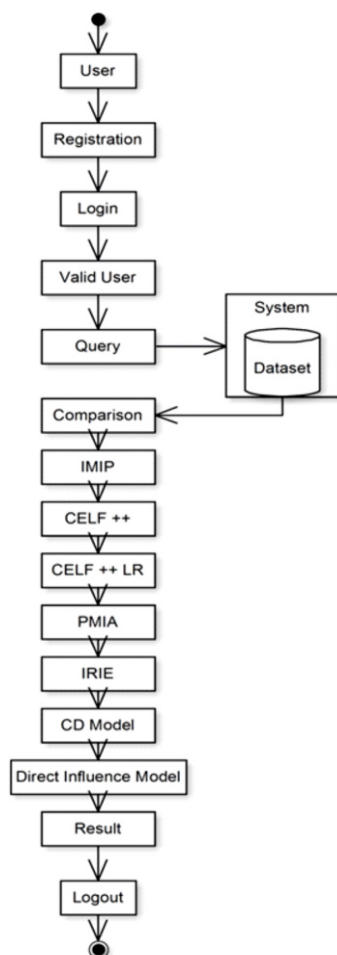 User
Registration
Login
Valid User
Query
System
Dataset
Comparison
IMIP
CELF ++
CELF ++ LR
PMIA
IRIE
CD Model
Direct Influence Model
Result
Logout